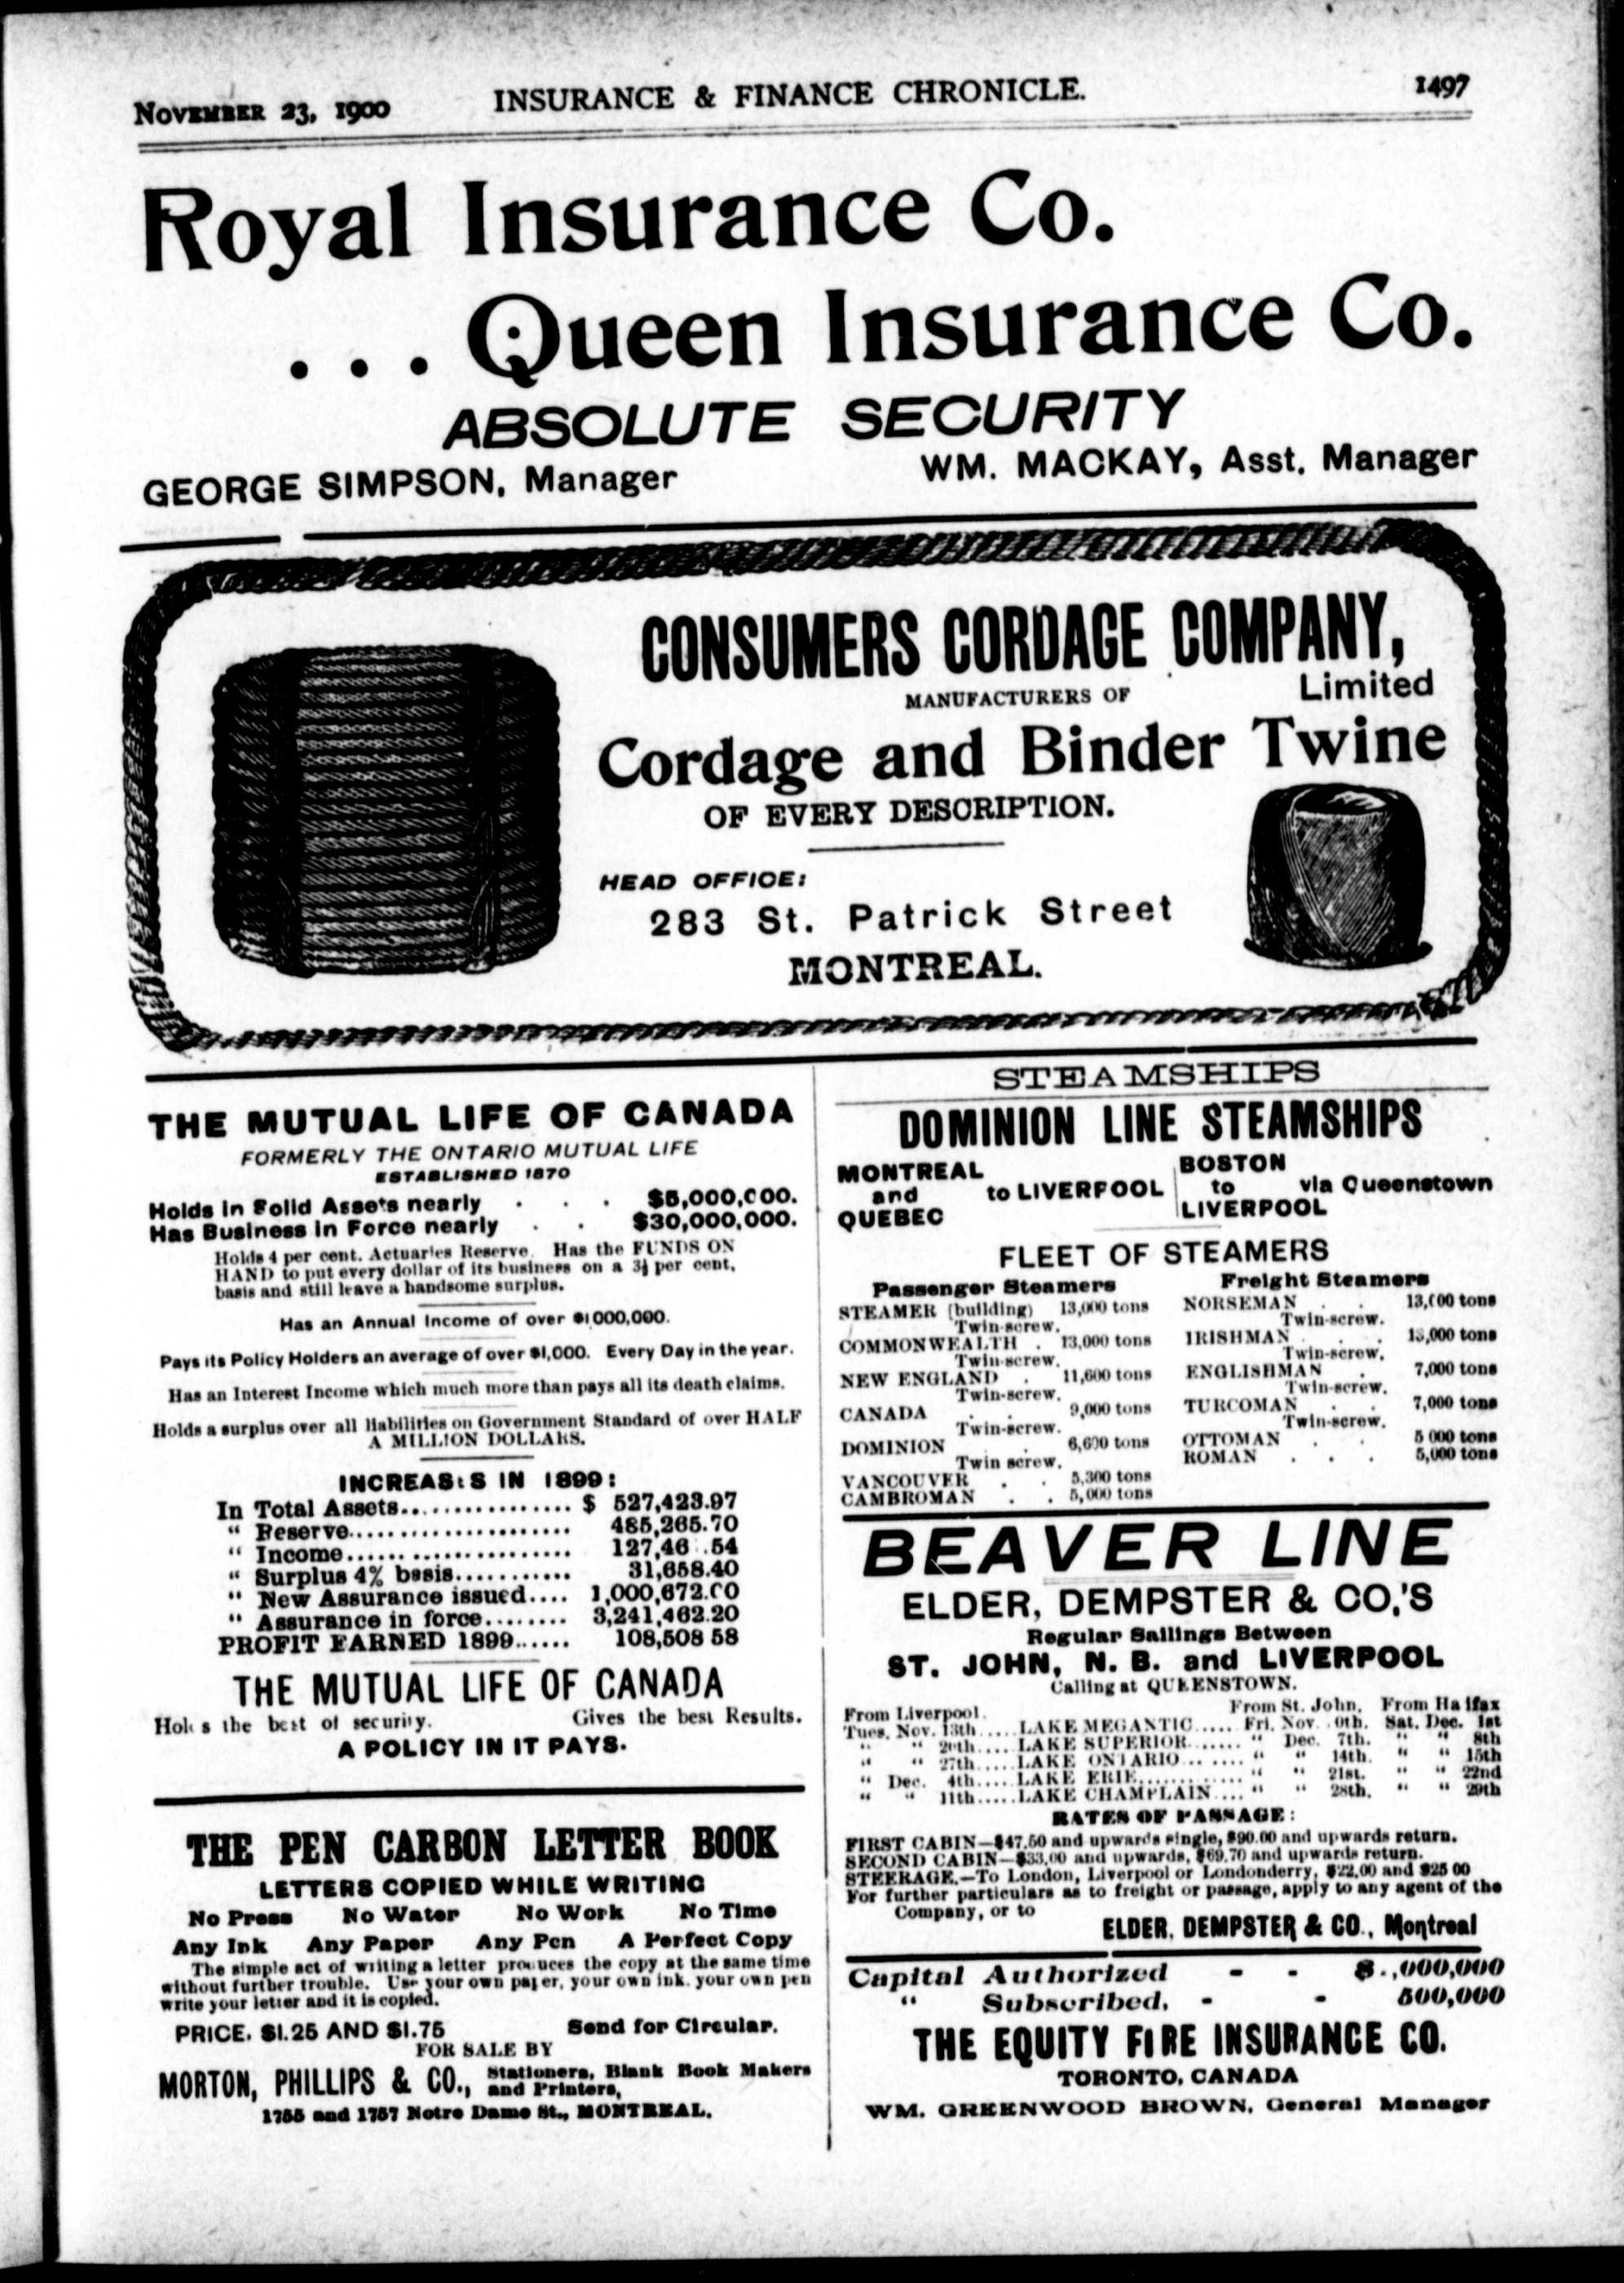 NOVEMBER 23, 1900 INSURANCE & FINANCE CHRONICLE. 1497
Royal Insurance Co.
. . . Queen Insurance Co.
ABSOLUTE SECURITY
GEORGE SIMPSON, Manager WM. MACKAY, Asst. Manager
CONSUMERS CORDAGE COMPANY,
Limited
MANUFACTURERS OF
Cordage and Binder Twine
OF EVERY DESCRIPTION.
HEAD OFFICE:
283 St. Patrick Street
MONTREAL.
THE MUTUAL LIFE OF CANADA
FORMERLY THE ONTARIO MUTUAL LIFE
ESTABLISHED 1870
Holds in Solid Assets nearly . . . $5,000,000.
Has Business in Force nearly . . $30,000,000.
Holds 4 per cent. Actuaries Reserve. Has the FUNDS ON
HAND to put every dollar of its business on a 3½ per cent,
basis and still leave a handsome surplus.
Has an Annual Income of over $1,000,000.
Pays its Policy Holders an average of over $1,000. Every Day in the year.
Has an Interest Income which much more than pays all its death claims.
Holds a surplus over all liabilities on Government Standard of over HALF
A MILLION DOLLARS.
INCREASES IN 1899:
In Total Assets................ $ 527,423.97
" Reserve...................... 485,265.70
" Income...................... .54
" Surplus 4% basis........... 31,658.40
" New Assurance issued.... 1,000,672.00
" Assurance in force........ 3,241,462.20
PROFIT EARNED 1899...... 108,508 58
THE MUTUAL LIFE OF CANADA
Holds the best of security. Gives the best Results.
A POLICY IN IT PAYS.
THE PEN CARBON LETTER BOOK
LETTERS COPIED WHILE WRITING
No Press No Water No Work No Time
Any Ink Any Paper Any Pen A Perfect Copy
The simple act of writing a letter produces the copy at the same time
without further trouble. Use your own paper, your own ink. your own pen
write your letter and it is copied.
PRICE, $1.25 AND $1.75 Send for Circular.
FOR SALE BY
MORTON, PHILLIPS & CO., Stationers, Blank Book Makers
and Printers,
1755 and 1757 Notre Dame St., MONTREAL.
STEAMSHIPS
DOMINION LINE STEAMSHIPS
MONTREAL
and to LIVERPOOL
QUEBEC
BOSTON
to via Queenstown
LIVERPOOL
FLEET OF STEAMERS
Passenger Steamers
STEAMER (building) 13,000 tons
Twin-screw.
COMMONWEALTH . 13,000 tons
Twin-screw.
NEW ENGLAND . 11,600 tons
Twin-screw.
CANADA . . 9,000 tons
Twin-screw.
DOMINION . 6,600 tons
Twin screw.
VANCOUVER . . 5,300 tons
CAMBROMAN . . 5,000 tons
Freight Steamers
NORSEMAN . . 13,000 tons
Twin-screw.
IRISHMAN . . . tons
Twin-screw.
ENGLISHMAN . 7,000 tons
Twin-screw.
TURCOMAN . . 7,000 tons
Twin-screw.
OTTOMAN . . 5 000 tons
ROMAN . . . 5,000 tons
BEAVER LINE
ELDER, DEMPSTER & CO,'S
Regular Sailings Between
ST. JOHN, N. B. and LIVERPOOL
Calling at QUEENSTOWN.
From Liverpool. From St. John, From Halifax
Tues. Nov. 13th.....LAKE MEGANTIC..... Fri. Nov. Sat. Dec. 1st
" " 20th....LAKE SUPERIOR....... " Dec. 7th. " " 8th
" " 27th.....LAKE ONTARIO....... " " 14th. " " 15th
" Dec. 4th.....LAKE ERIE............. " " 21st. " " 22nd
" " 11th.....LAKE CHAMPLAIN.... " " 28th. " " 29th
RATES OF PASSAGE:
FIRST CABIN—$47.50 and upwards single, $90.00 and upwards return.
SECOND CABIN—$33.00 and upwards, $69.70 and upwards return.
STEERAGE.—To London, Liverpool or Londonderry, $22.00 and $25 00
For further particulars as to freight or passage, apply to any agent of the
Company, or to
ELDER, DEMPSTER & CO., Montreal
Capital Authorized - -
" Subscribed, - - 500,000
THE EQUITY FIRE INSURANCE CO.
TORONTO, CANADA
WM. GREENWOOD BROWN, General Manager